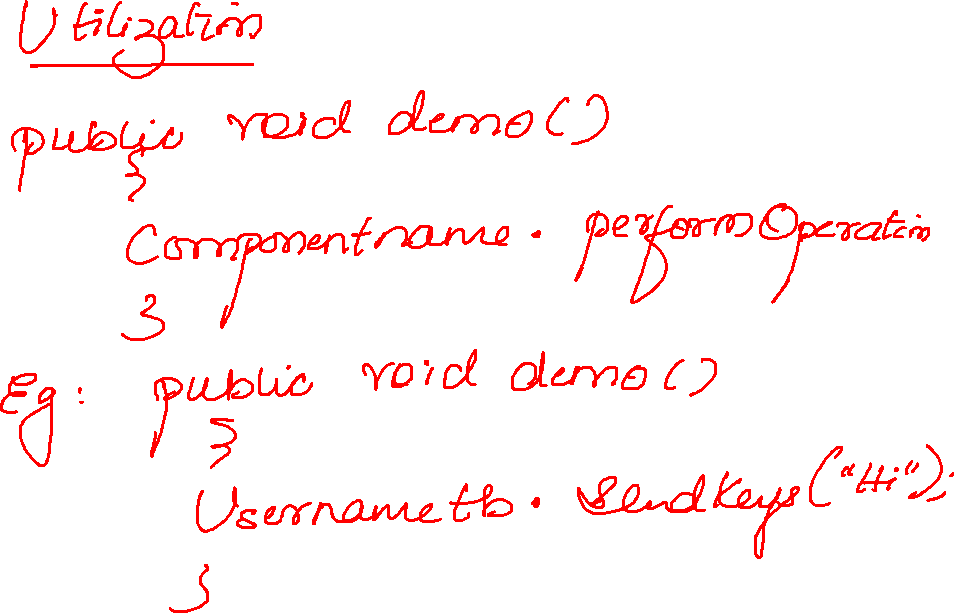 Utilization
public void demo()
{
Componentname. performOperation
}
Eg: public void demo()
{
Usernametb. SendKeys("Hi");
}